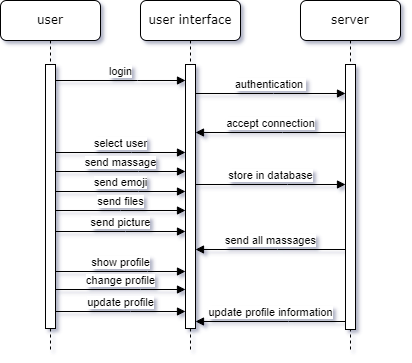 user
user interface
server
login
authentication
accept connection
select user
send massage
store in database
send emoji
send files
send picture
send all massages
show profile
change profile
update profile
update profile information